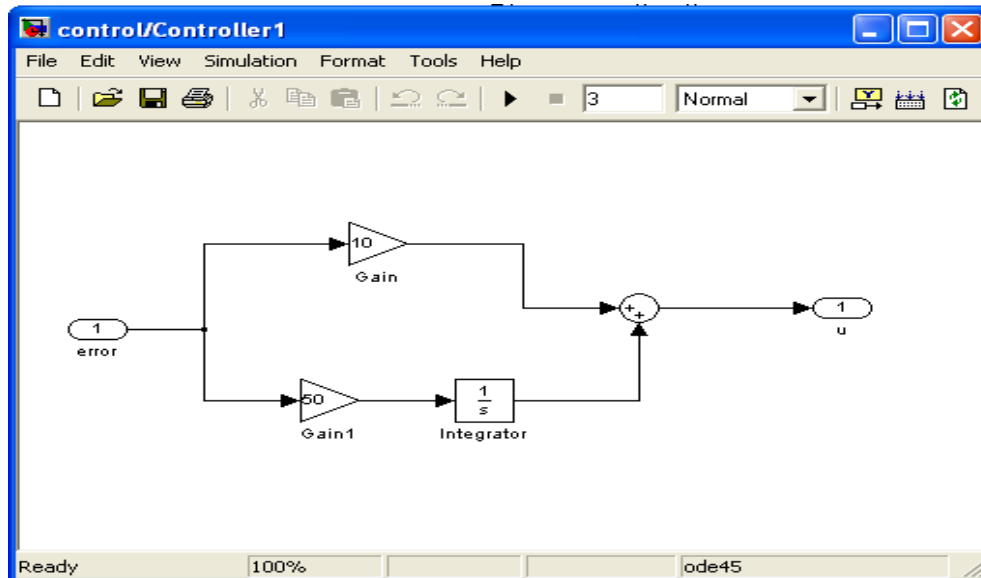 control/Controller1
File Edit View Simulation Format Tools Help
3 Normal
10
Gain
1
error
+
+
1
u
50
Gain1
1
s
Integrator
Ready 100% ode45